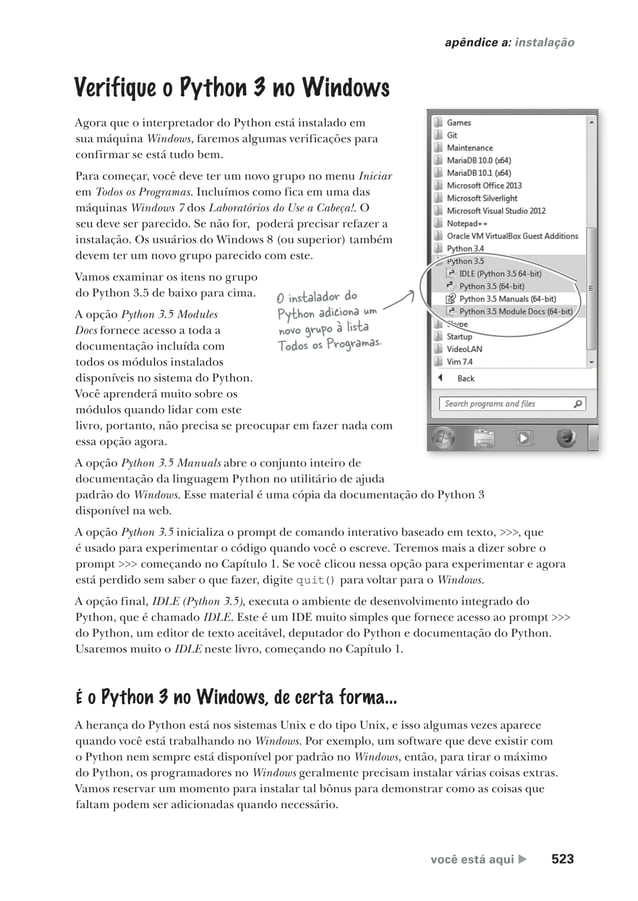 apêndice a: instalação
Verifique o Python 3 no Windows
Agora que o interpretador do Python está instalado em
sua máquina Windows, faremos algumas verificações para
confirmar se está tudo bem.
Para começar, você deve ter um novo grupo no menu Iniciar
em Todos os Programas. Incluímos como fica em uma das
máquinas Windows 7 dos Laboratórios do Use a Cabeça!. O
seu deve ser parecido. Se não for, poderá precisar refazer a
instalação. Os usuários do Windows 8 (ou superior) também
devem ter um novo grupo parecido com este.
Vamos examinar os itens no grupo
do Python 3.5 de baixo para cima.
A opção Python 3.5 Modules
Docs fornece acesso a toda a
documentação incluída com
todos os módulos instalados
disponíveis no sistema do Python.
Você aprenderá muito sobre os
módulos quando lidar com este
livro, portanto, não precisa se preocupar em fazer nada com
essa opção agora.
O instalador do
Python adiciona um
novo grupo à lista
Todos os Programas.
Games
Git
Maintenance
MariaDB 10.0 (x64)
MariaDB 10.1 (x64)
Microsoft Office 2013
Microsoft Silverlight
Microsoft Visual Studio 2012
Notepad++
Oracle VM VirtualBox Guest Additions
Python 3.4
Python 3.5
IDLE (Python 3.5 64-bit)
Python 3.5 (64-bit)
Python 3.5 Manuals (64-bit)
Python 3.5 Module Docs (64-bit)
Skype
Startup
VideoLAN
Vim 7.4
Back
Search programs and files
A opção Python 3.5 Manuals abre o conjunto inteiro de
documentação da linguagem Python no utilitário de ajuda
padrão do Windows. Esse material é uma cópia da documentação do Python 3
disponível na web.
A opção Python 3.5 inicializa o prompt de comando interativo baseado em texto, >>>, que
é usado para experimentar o código quando você o escreve. Teremos mais a dizer sobre o
prompt >>> começando no Capítulo 1. Se você clicou nessa opção para experimentar e agora
está perdido sem saber o que fazer, digite quit() para voltar para o Windows.
A opção final, IDLE (Python 3.5), executa o ambiente de desenvolvimento integrado do
Python, que é chamado IDLE. Este é um IDE muito simples que fornece acesso ao prompt >>>
do Python, um editor de texto aceitável, deputador do Python e documentação do Python.
Usaremos muito o IDLE neste livro, começando no Capítulo 1.
É o Python 3 no Windows, de certa forma...
A herança do Python está nos sistemas Unix e do tipo Unix, e isso algumas vezes aparece
quando você está trabalhando no Windows. Por exemplo, um software que deve existir com
o Python nem sempre está disponível por padrão no Windows, então, para tirar o máximo
do Python, os programadores no Windows geralmente precisam instalar várias coisas extras.
Vamos reservar um momento para instalar tal bônus para demonstrar como as coisas que
faltam podem ser adicionadas quando necessário.
você está aqui ▶ 523